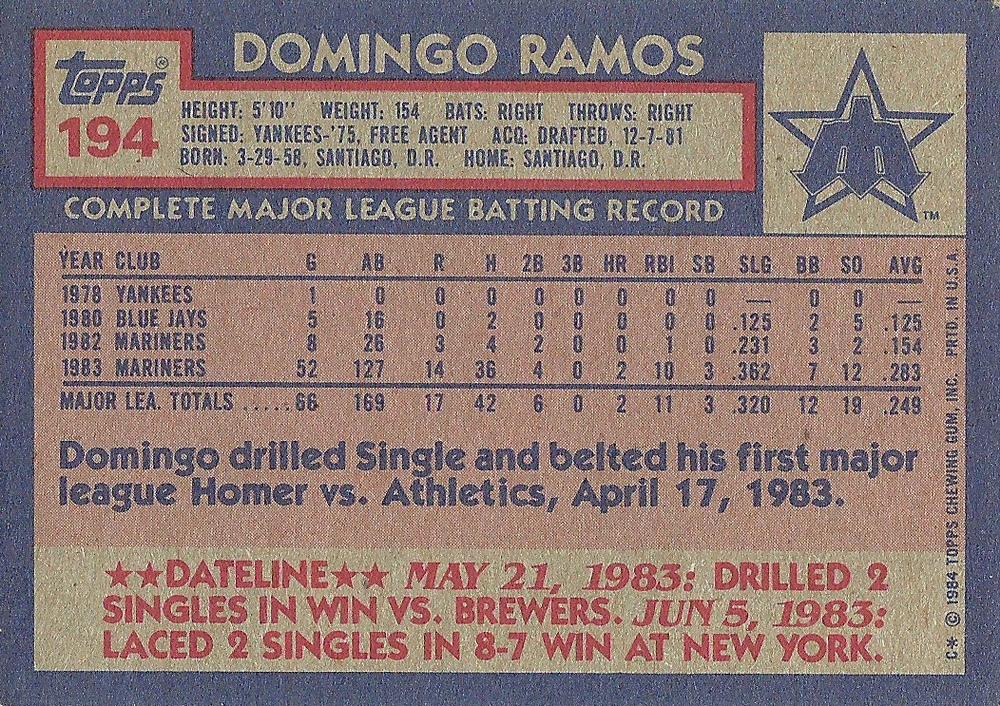 DOMINGO RAMOS
Topps®
194
HEIGHT: 5'10" WEIGHT: 154 BATS: RIGHT THROWS: RIGHT
SIGNED: YANKEES-'75, FREE AGENT ACQ: DRAFTED, 12-7-81
BORN: 3-29-58, SANTIAGO, D.R. HOME: SANTIAGO, D.R.
TM
COMPLETE MAJOR LEAGUE BATTING RECORD
YEAR CLUB G AB R H 2B 3B HR RBI SB SLG BB SO AVG
1978 YANKEES 1 0 0 0 0 0 0 0 0 — 0 0 —
1980 BLUE JAYS 5 16 0 2 0 0 0 0 0 .125 2 5 .125
1982 MARINERS 8 26 3 4 2 0 0 1 0 .231 3 2 .154
1983 MARINERS 52 127 14 36 4 0 2 10 3 .362 7 12 .283
MAJOR LEA. TOTALS .....66 169 17 42 6 0 2 11 3 .320 12 19 .249
Domingo drilled Single and belted his first major
league Homer vs. Athletics, April 17, 1983.
★★DATELINE★★ MAY 21, 1983: DRILLED 2
SINGLES IN WIN VS. BREWERS. JUN 5, 1983:
LACED 2 SINGLES IN 8-7 WIN AT NEW YORK.
C* © 1984 TOPPS CHEWING GUM, INC. PRTD. IN U.S.A.